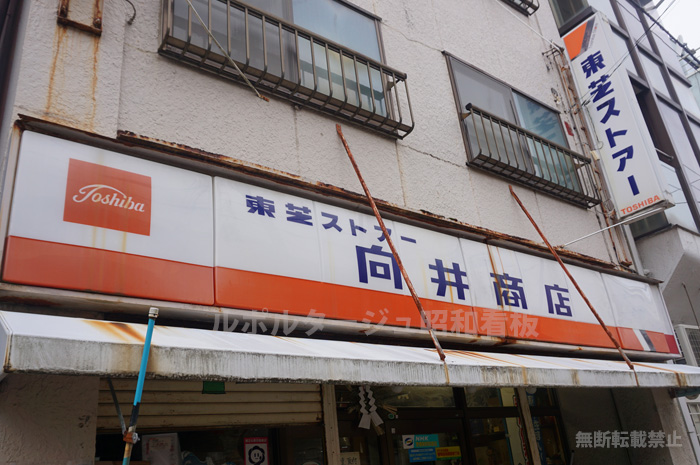 Toshiba
東芝ストアー
向井商店
東芝ストアー
TOSHIBA
ルポルタージュ昭和看板
無断転載禁止